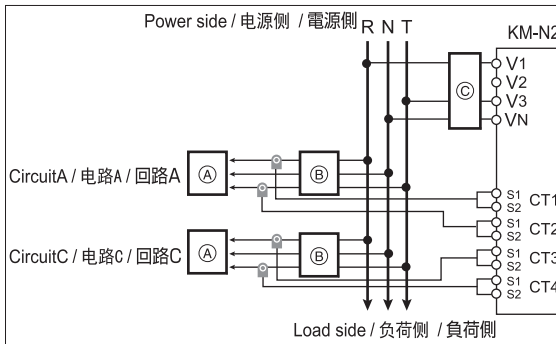 Power side / 电源侧 / 電源側
R N T
KM-N2
V1
V2
V3
VN
Ⓒ
CircuitA / 电路A / 回路A
Ⓐ
Ⓑ
S1
S2
CT1
S1
S2
CT2
CircuitC / 电路C / 回路C
Ⓐ
Ⓑ
S1
S2
CT3
S1
S2
CT4
Load side / 负荷侧 / 負荷側